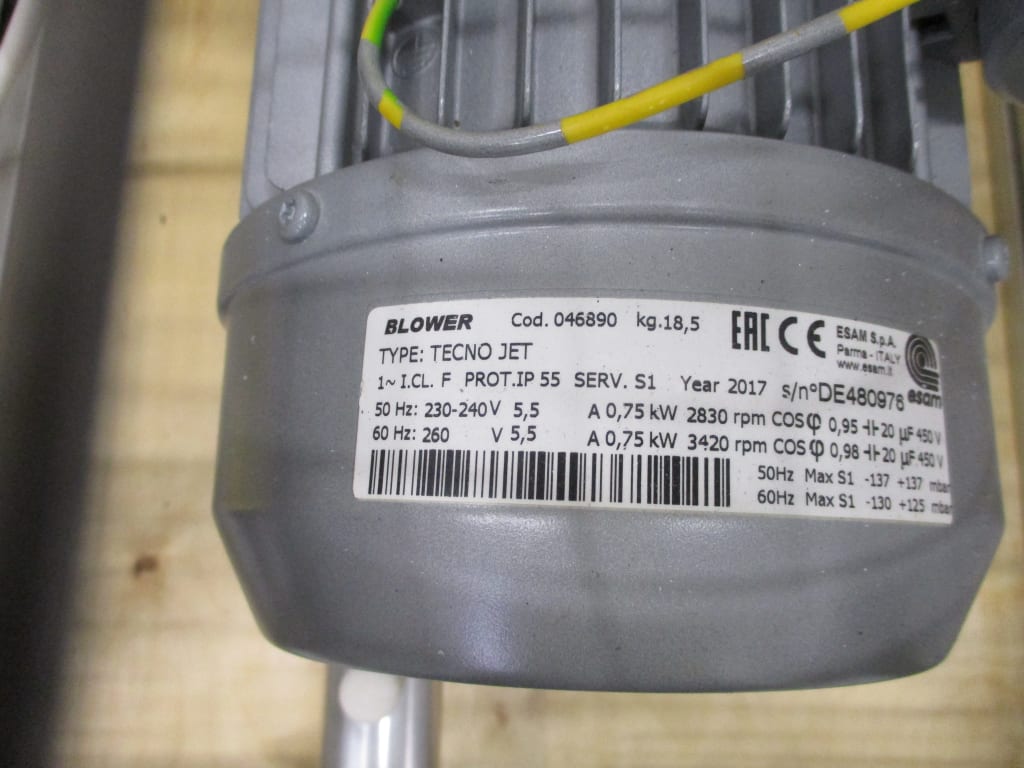 BLOWER Cod. 046890 kg.18,5 EAC CE ESAM S.p.A.
Parma - ITALY
www.esam.it
esam
TYPE: TECNO JET
1~ I.CL. F PROT.IP 55 SERV. S1 Year 2017 s/n°DE480976
50 Hz: 230-240V 5,5 A 0,75 kW 2830 rpm COSφ 0,95 ⊣⊢20 µF 450 V
60 Hz: 260 V 5,5 A 0,75 kW 3420 rpm COSφ 0,98 ⊣⊢20 µF 450 V
50Hz Max S1 -137 +137 mbar
60Hz Max S1 -130 +125 mbar